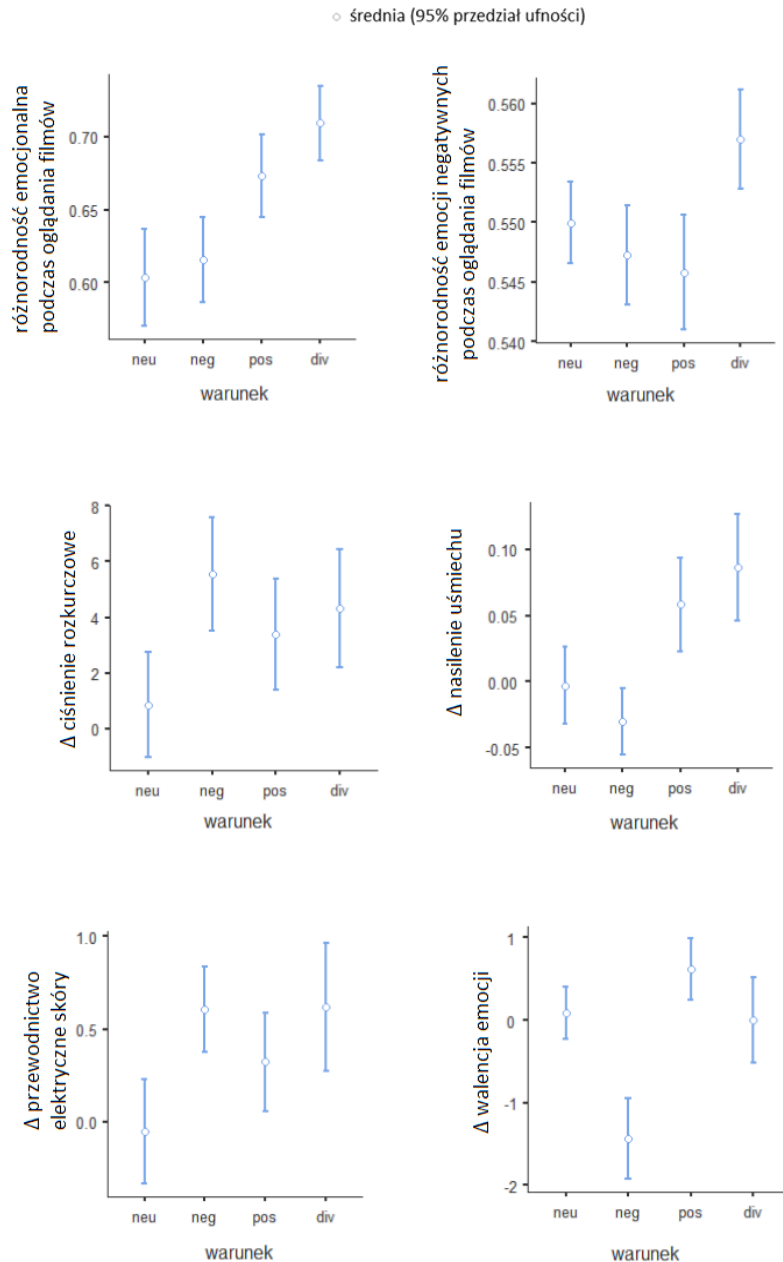 ○ średnia (95% przedział ufności)
różnorodność emocjonalna
podczas oglądania filmów
0.70
0.65
0.60
neu neg pos div
warunek
różnorodność emocji negatywnych
podczas oglądania filmów
0.560
0.555
0.550
0.545
0.540
neu neg pos div
warunek
Δ ciśnienie rozkurczowe
8
6
4
2
0
neu neg pos div
warunek
Δ nasilenie uśmiechu
0.10
0.05
0.00
-0.05
neu neg pos div
warunek
Δ przewodnictwo
elektryczne skóry
1.0
0.5
0.0
neu neg pos div
warunek
Δ walencja emocji
1
0
-1
-2
neu neg pos div
warunek